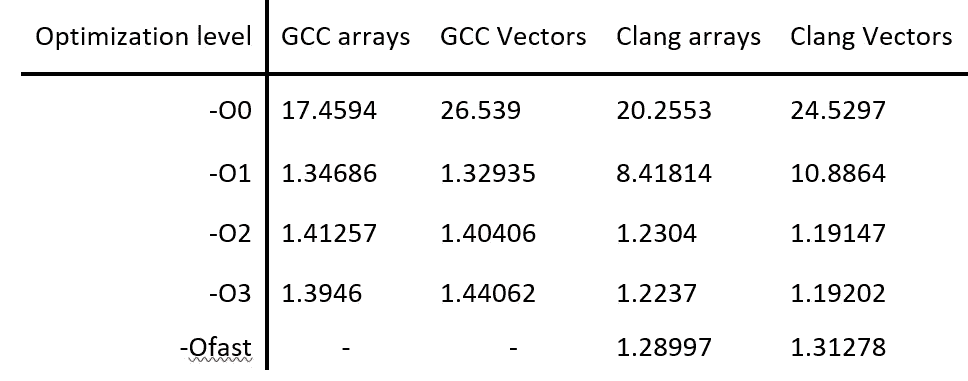 Optimization level GCC arrays GCC Vectors Clang arrays Clang Vectors
-O0 17.4594 26.539 20.2553 24.5297
-O1 1.34686 1.32935 8.41814 10.8864
-O2 1.41257 1.40406 1.2304 1.19147
-O3 1.3946 1.44062 1.2237 1.19202
-Ofast - - 1.28997 1.31278